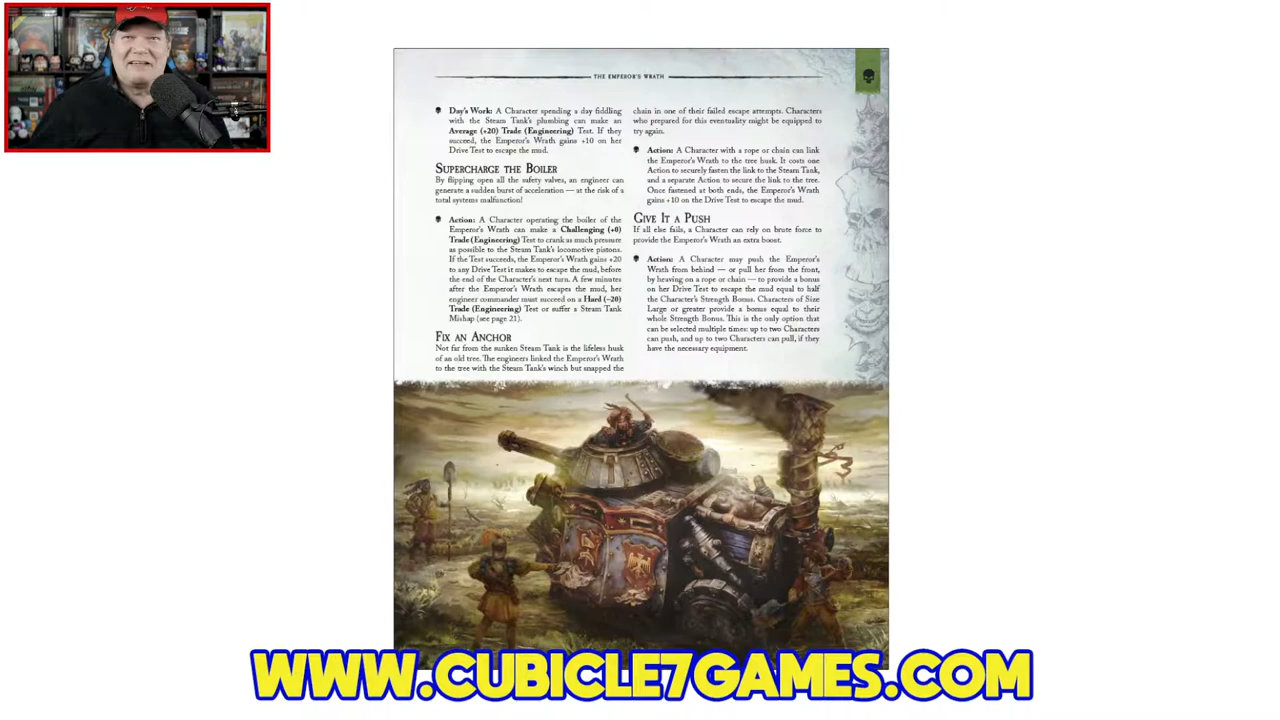 THE EMPEROR'S WRATH
Day's Work: A Character spending a day fiddling
with the Steam Tank's plumbing can make an
Average (+20) Trade (Engineering) Test. If they
succeed, the Emperor's Wrath gains +10 on her
Drive Test to escape the mud.
SUPERCHARGE THE BOILER
By flipping open all the safety valves, an engineer can
generate a sudden burst of acceleration — at the risk of a
total systems malfunction!
Action: A Character operating the boiler of the
Emperor's Wrath can make a Challenging (+0)
Trade (Engineering) Test to crank as much pressure
as possible to the Steam Tank's locomotive pistons.
If the Test succeeds, the Emperor's Wrath gains +20
to any Drive Test it makes to escape the mud, before
the end of the Character's next turn. A few minutes
after the Emperor's Wrath escapes the mud, her
engineer commander must succeed on a Hard (–20)
Trade (Engineering) Test or suffer a Steam Tank
Mishap (see page 21).
FIX AN ANCHOR
Not far from the sunken Steam Tank is the lifeless husk
of an old tree. The engineers linked the Emperor's Wrath
to the tree with the Steam Tank's winch but snapped the
chain in one of their failed escape attempts. Characters
who prepared for this eventuality might be equipped to
try again.
Action: A Character with a rope or chain can link
the Emperor's Wrath to the tree husk. It costs one
Action to securely fasten the link to the Steam Tank,
and a separate Action to secure the link to the tree.
Once fastened at both ends, the Emperor's Wrath
gains +10 on the Drive Test to escape the mud.
GIVE IT A PUSH
If all else fails, a Character can rely on brute force to
provide the Emperor's Wrath an extra boost.
Action: A Character may push the Emperor's
Wrath from behind — or pull her from the front,
by heaving on a rope or chain — to provide a bonus
on her Drive Test to escape the mud equal to half
the Character's Strength Bonus. Characters of Size
Large or greater provide a bonus equal to their
whole Strength Bonus. This is the only option that
can be selected multiple times: up to two Characters
can push, and up to two Characters can pull, if they
have the necessary equipment.
WWW.CUBICLE7GAMES.COM